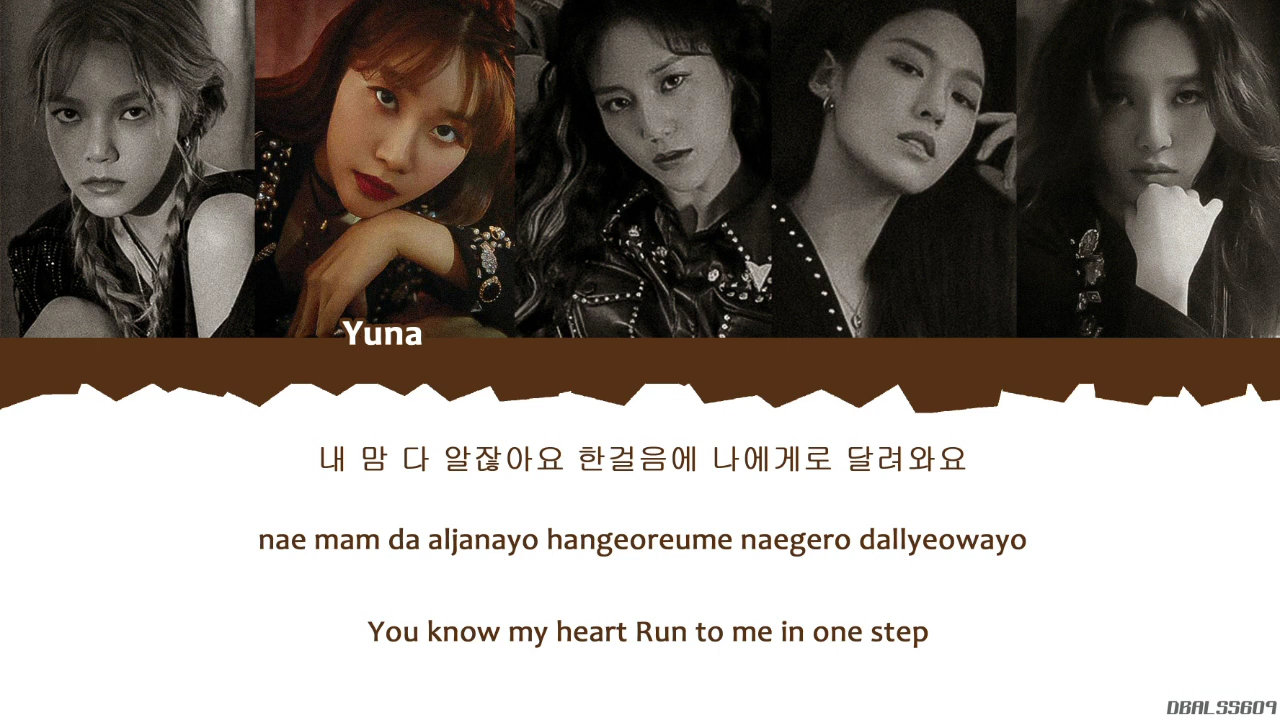 Yuna
내 맘 다 알잖아요 한걸음에 나에게로 달려와요
nae mam da aljanayo hangeoreume naegero dallyeowayo
You know my heart Run to me in one step
DBALSS609